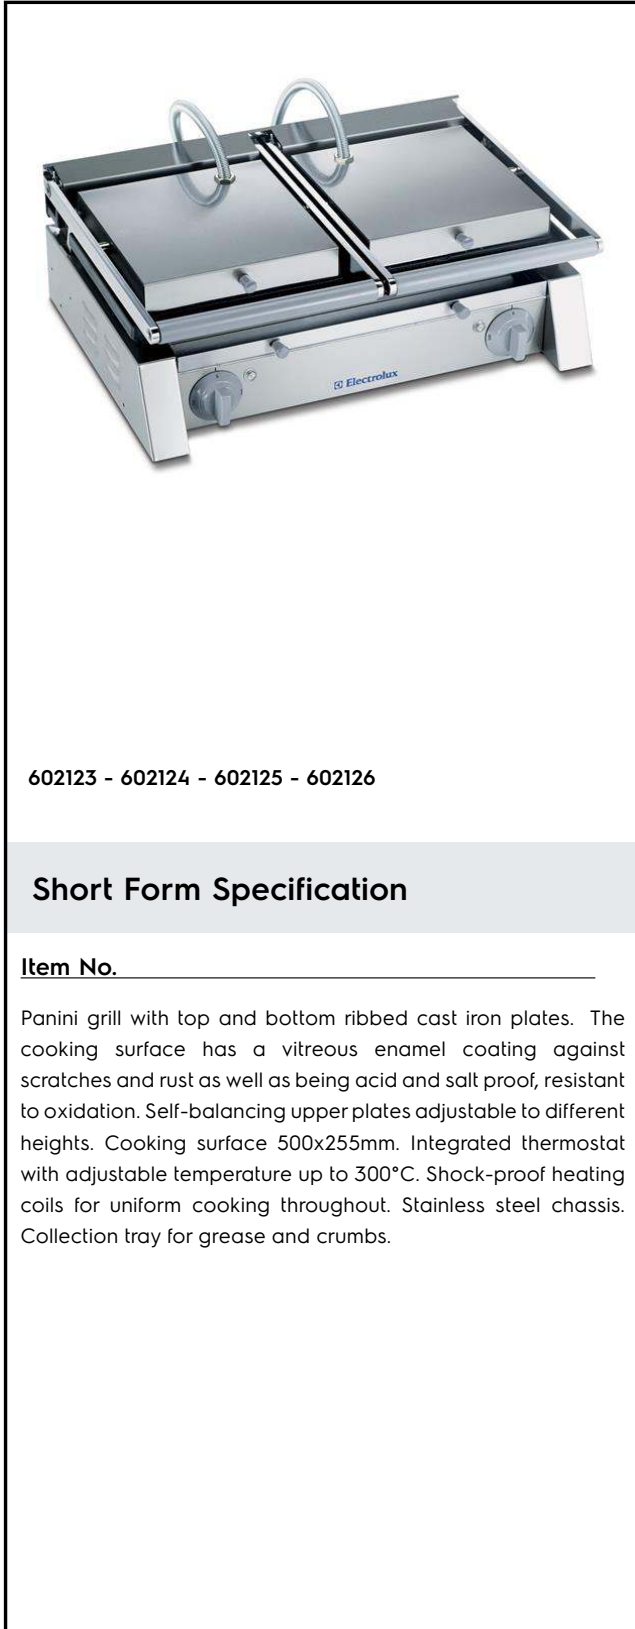 Electrolux
602123 - 602124 - 602125 - 602126
Short Form Specification
Item No.
Panini grill with top and bottom ribbed cast iron plates. The
cooking surface has a vitreous enamel coating against
scratches and rust as well as being acid and salt proof, resistant
to oxidation. Self-balancing upper plates adjustable to different
heights. Cooking surface 500x255mm. Integrated thermostat
with adjustable temperature up to 300°C. Shock-proof heating
coils for uniform cooking throughout. Stainless steel chassis.
Collection tray for grease and crumbs.